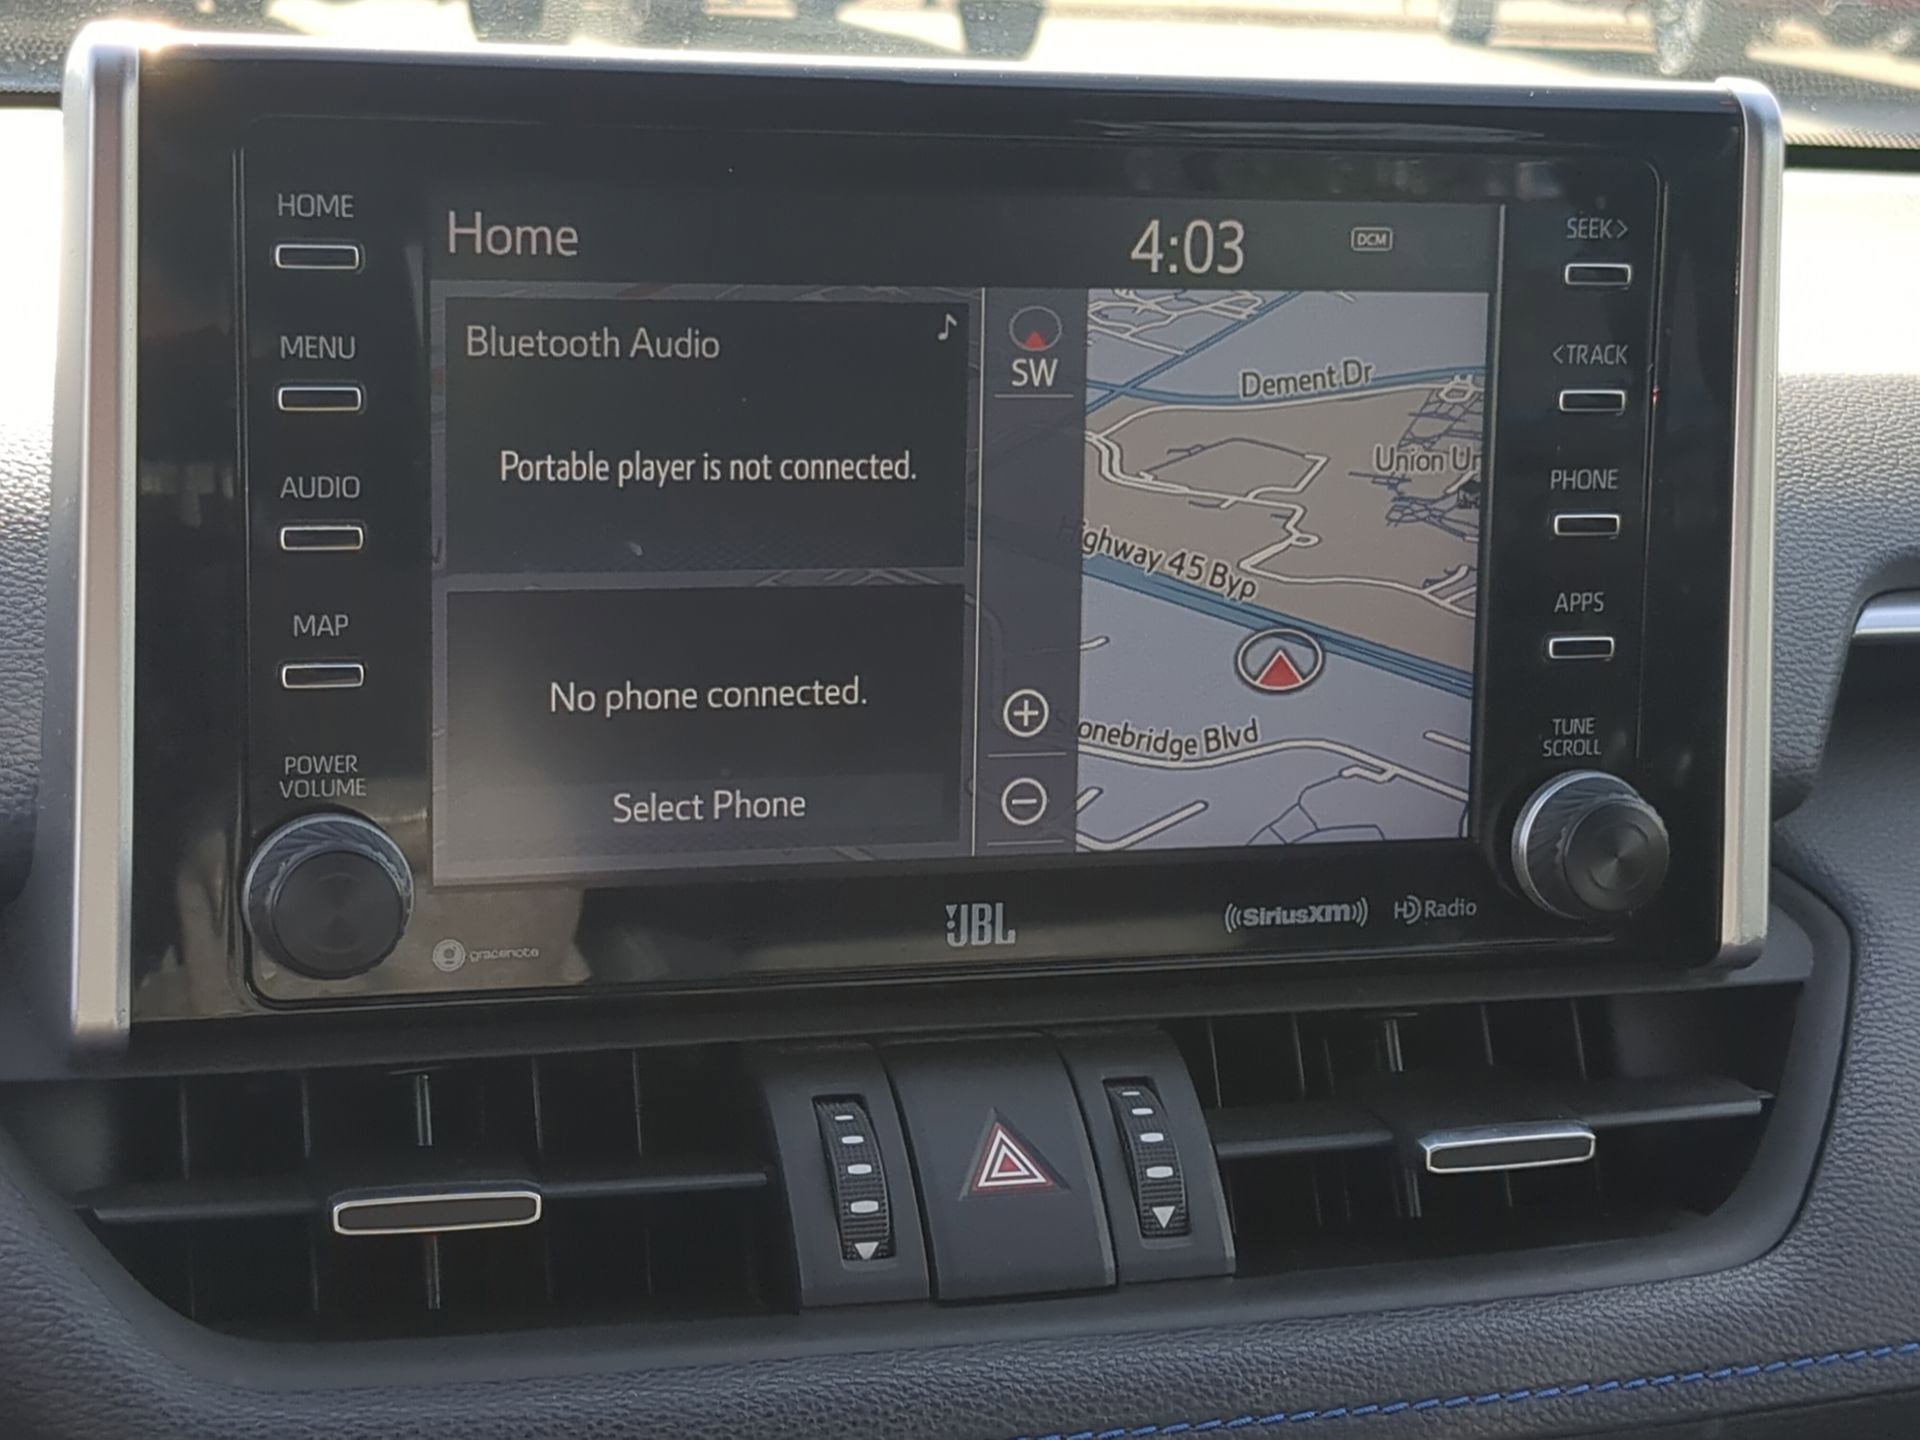 HOME
MENU
AUDIO
MAP
POWER
VOLUME
Home
4:03
DCM
Bluetooth Audio
Portable player is not connected.
No phone connected.
Select Phone
SW
Dement Dr
Union Un
ighway 45 Byp
Stonebridge Blvd
SEEK>
<TRACK
PHONE
APPS
TUNE
SCROLL
gracenote
JBL
((SiriusXM))
HD Radio